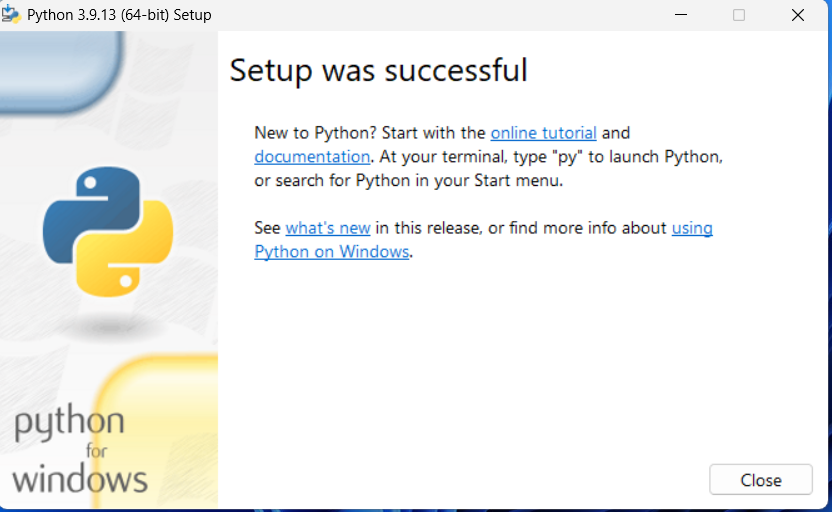 Python 3.9.13 (64-bit) Setup
Setup was successful
New to Python? Start with the online tutorial and
documentation. At your terminal, type "py" to launch Python,
or search for Python in your Start menu.
See what's new in this release, or find more info about using
Python on Windows.
python
for
windows
Close